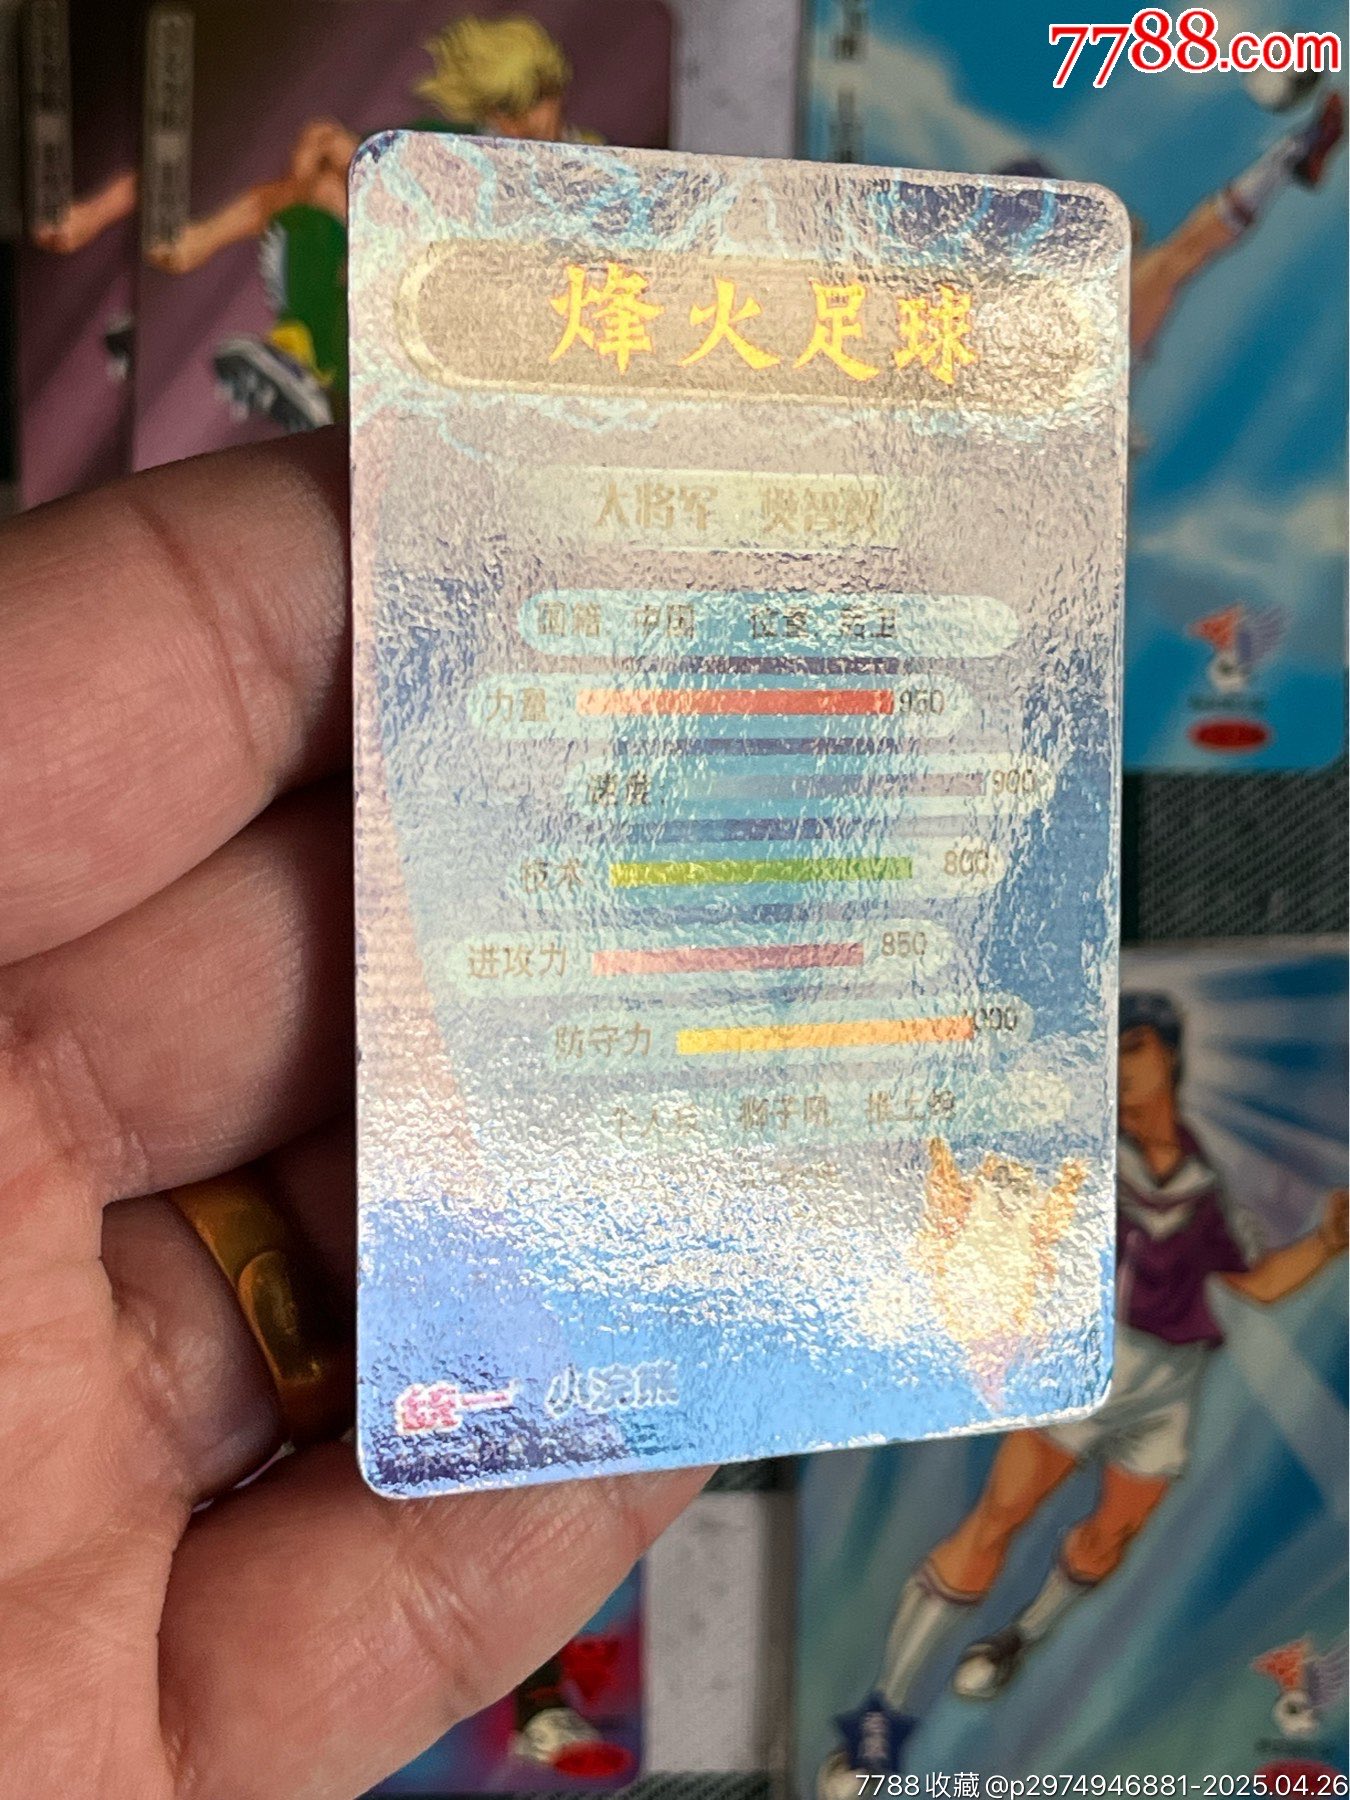 7788.com
烽火足球
大将军 樊智毅
国籍:中国 位置:后卫
力量 950
速度: 900
技术 800
进攻力 850
防守力 1000
个人技 狮子吼
统一 小浣熊
7788收藏@p2974946881-2025.04.26